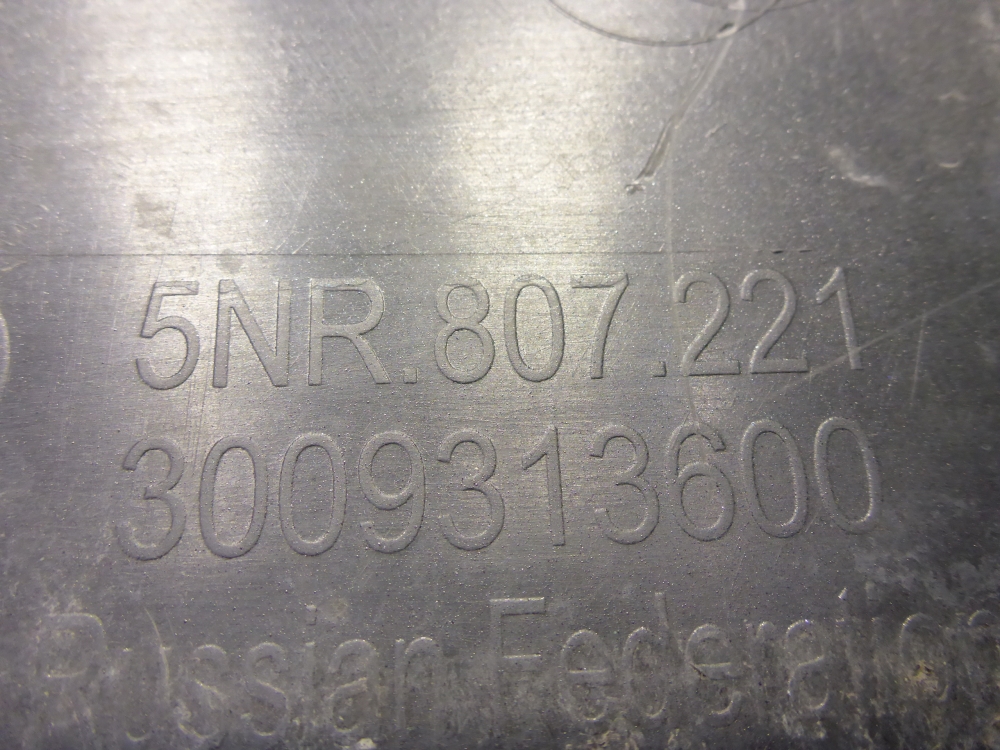 5NR.807.221
3009313600
Russian Federation